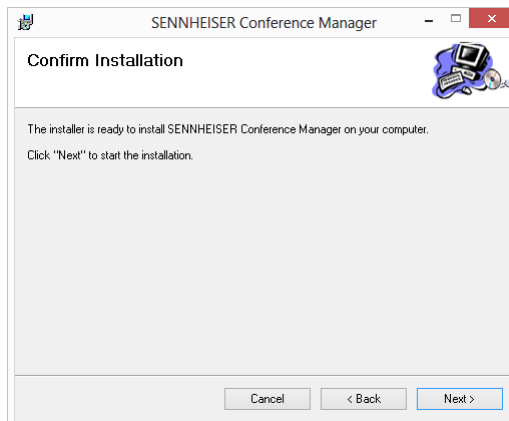 SENNHEISER Conference Manager
Confirm Installation
The installer is ready to install SENNHEISER Conference Manager on your computer.
Click "Next" to start the installation.
Cancel
< Back
Next >